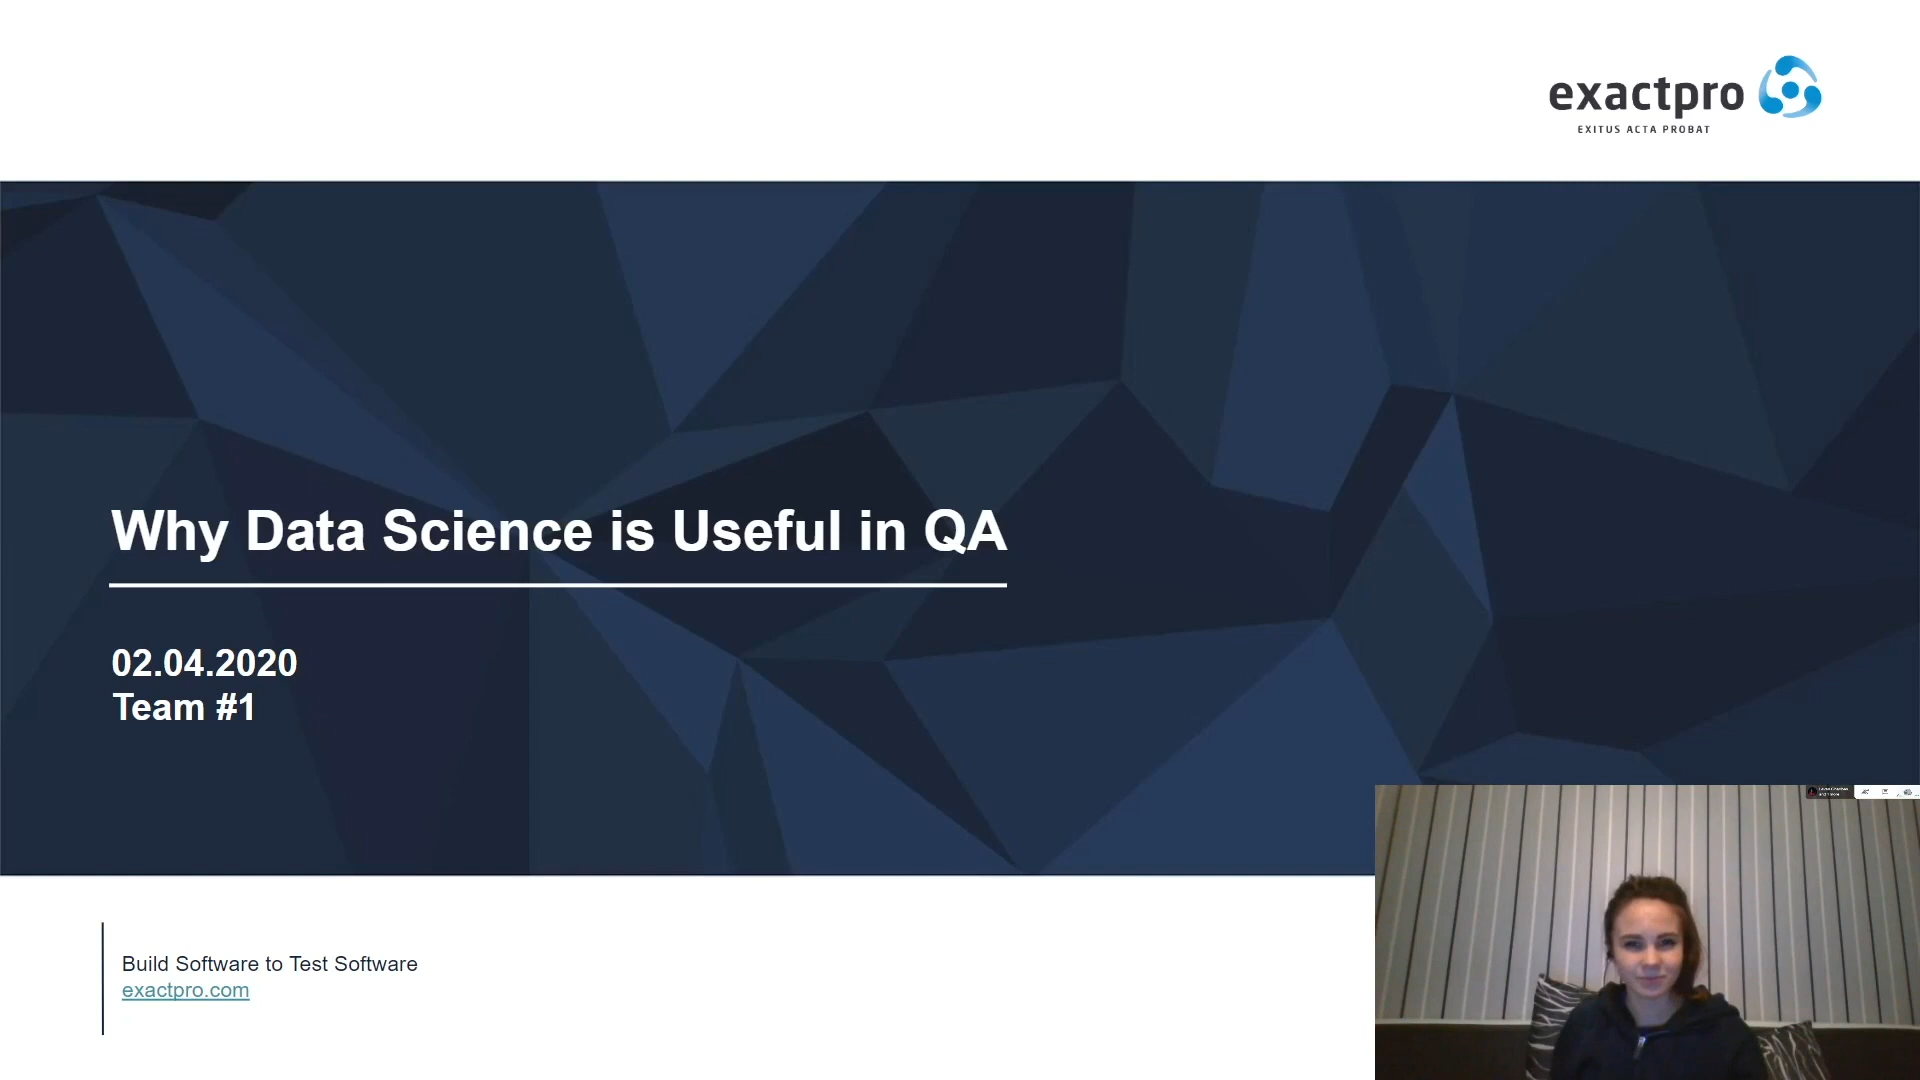 exactpro
EXITUS ACTA PROBAT
Why Data Science is Useful in QA
02.04.2020
Team #1
Build Software to Test Software
exactpro.com